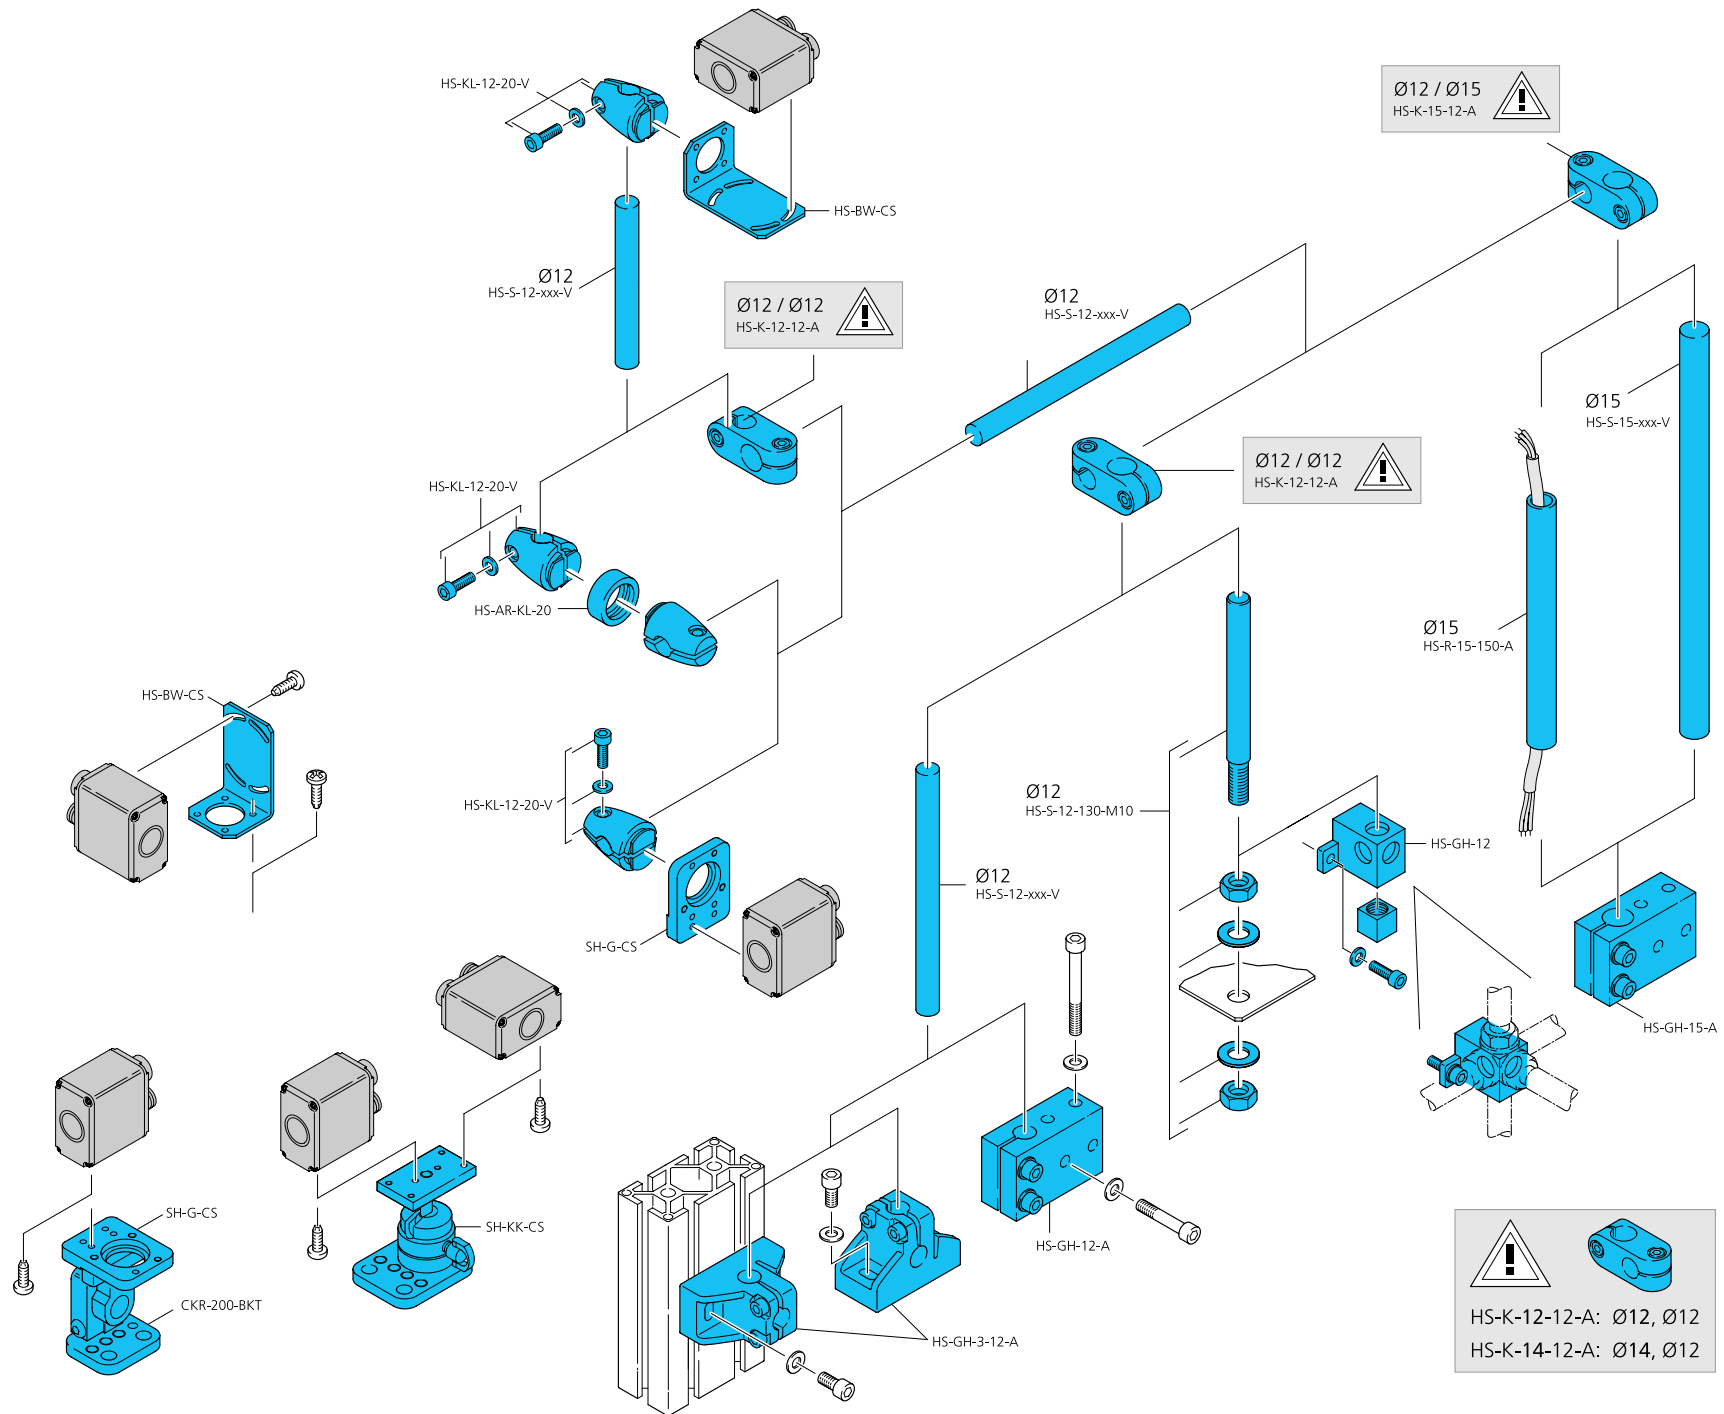 HS-KL-12-20-V
HS-BW-CS
Ø12 / Ø15
HS-K-15-12-A
Ø12
HS-S-12-xxx-V
Ø12 / Ø12
HS-K-12-12-A
Ø12
HS-S-12-xxx-V
Ø15
HS-S-15-xxx-V
Ø12 / Ø12
HS-K-12-12-A
HS-KL-12-20-V
HS-AR-KL-20
Ø15
HS-R-15-150-A
HS-BW-CS
HS-KL-12-20-V
Ø12
HS-S-12-130-M10
HS-GH-12
Ø12
HS-S-12-xxx-V
SH-G-CS
HS-GH-15-A
SH-G-CS
SH-KK-CS
HS-GH-12-A
CKR-200-BKT
HS-GH-3-12-A
HS-K-12-12-A: Ø12, Ø12
HS-K-14-12-A: Ø14, Ø12